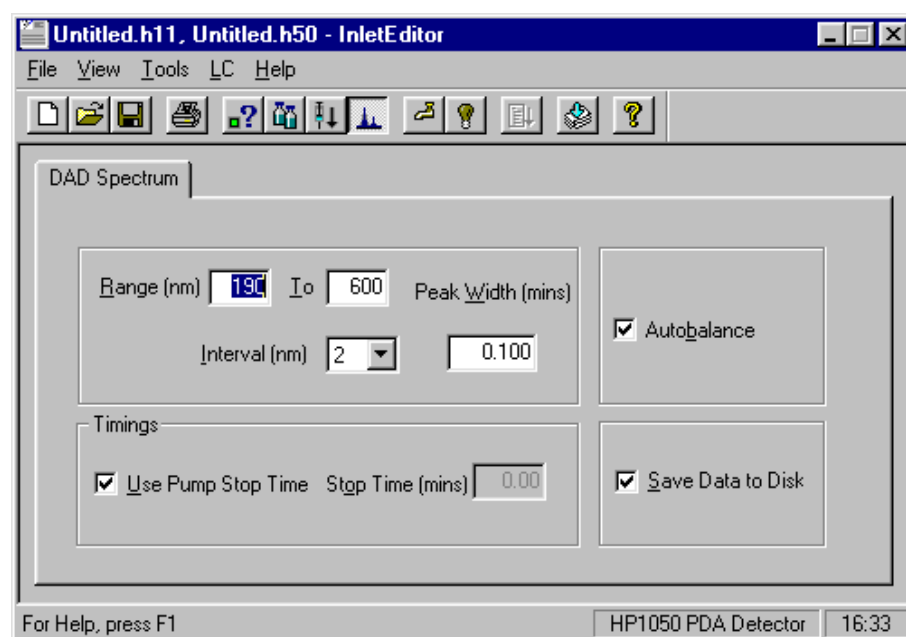 Untitled.h11, Untitled.h50 - InletEditor
File View Tools LC Help
DAD Spectrum
Range (nm) 190 To 600 Peak Width (mins)
Interval (nm) 2 0.100
Autobalance
Timings
Use Pump Stop Time Stop Time (mins) 0.00
Save Data to Disk
For Help, press F1 HP1050 PDA Detector 16:33